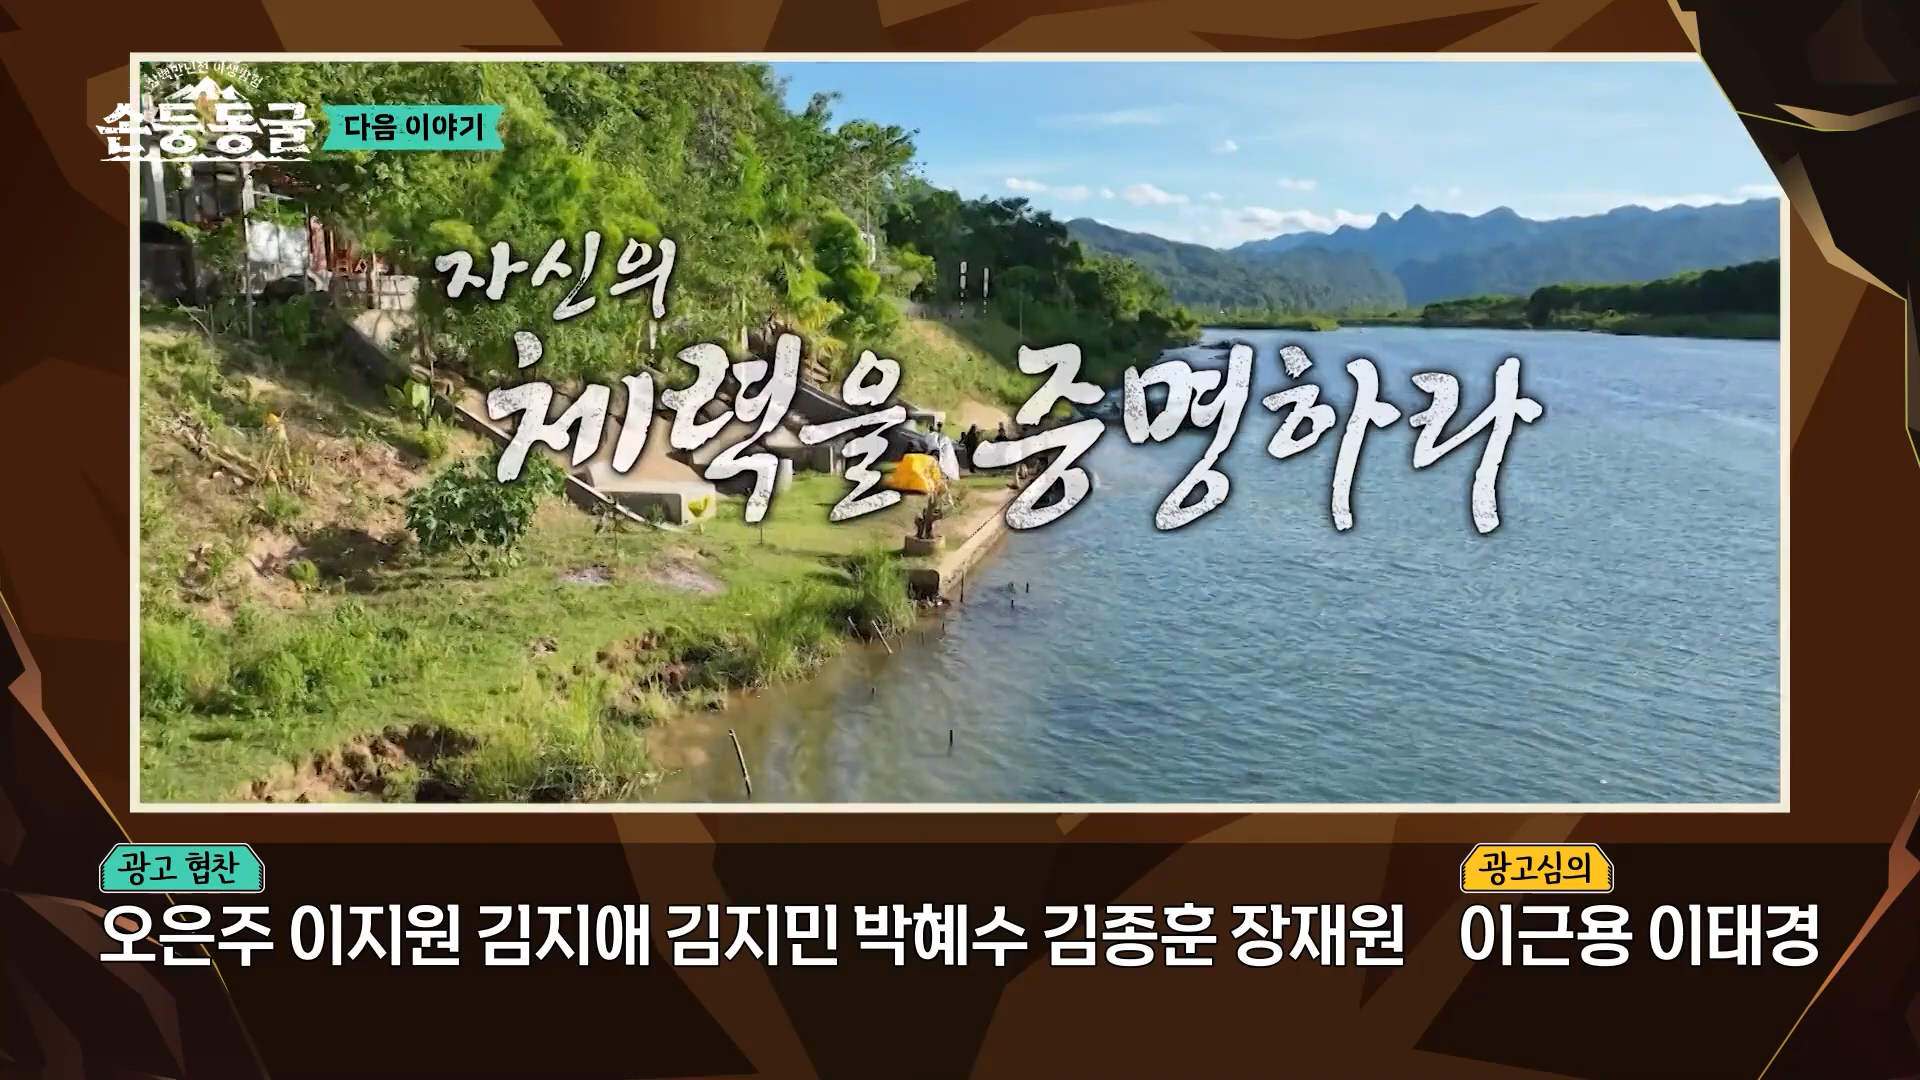 손둥동굴
다음 이야기
자신의
체력을 증명하라
광고 협찬
광고심의
오은주 이지원 김지애 김지민 박혜수 김종훈 장재원
이근용 이태경